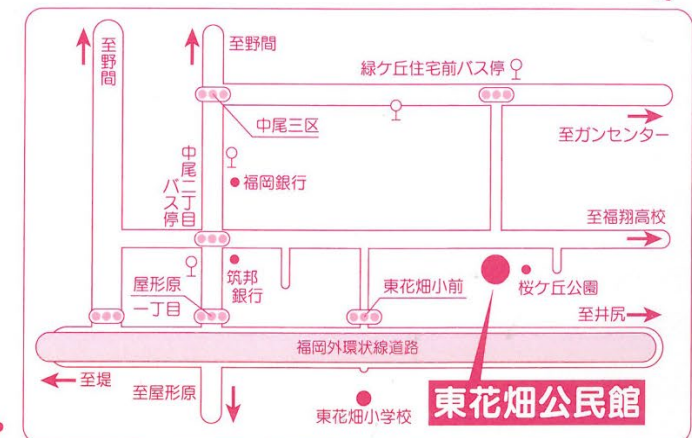 至野間
至野間
緑ケ丘住宅前バス停
中尾三区
至ガンセンター
中尾二丁目
バス停
福岡銀行
至福翔高校
筑邦
銀行
屋形原
一丁目
東花畑小前
桜ケ丘公園
至井尻
福岡外環状線道路
至堤
至屋形原
東花畑小学校
東花畑公民館